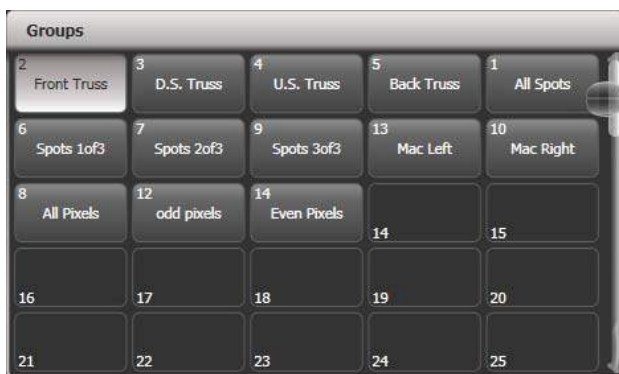 Groups
2 3 4 5 1
Front Truss D.S. Truss U.S. Truss Back Truss All Spots
6 7 9 13 10
Spots 1of3 Spots 2of3 Spots 3of3 Mac Left Mac Right
8 12 14
All Pixels odd pixels Even Pixels
14 15
16 17 18 19 20
21 22 23 24 25